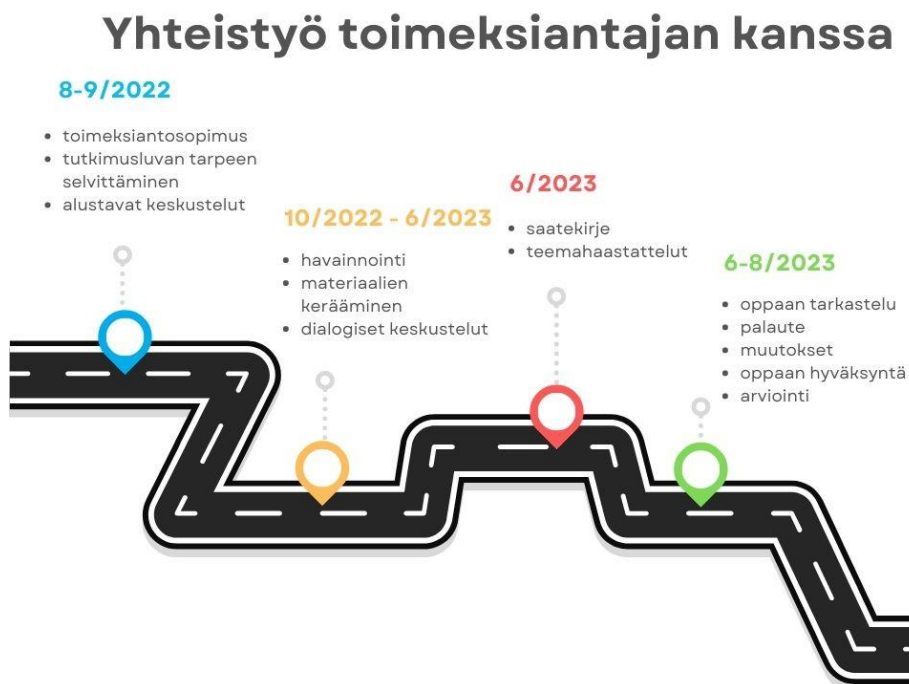 Yhteistyö toimeksiantajan kanssa
8-9/2022
• toimeksiantosopimus
• tutkimusluvan tarpeen
selvittäminen
• alustavat keskustelut
10/2022 - 6/2023
• havainnointi
• materiaalien
kerääminen
• dialogiset keskustelut
6/2023
• saatekirje
• teemahaastattelut
6-8/2023
• oppaan tarkastelu
• palaute
• muutokset
• oppaan hyväksyntä
• arviointi